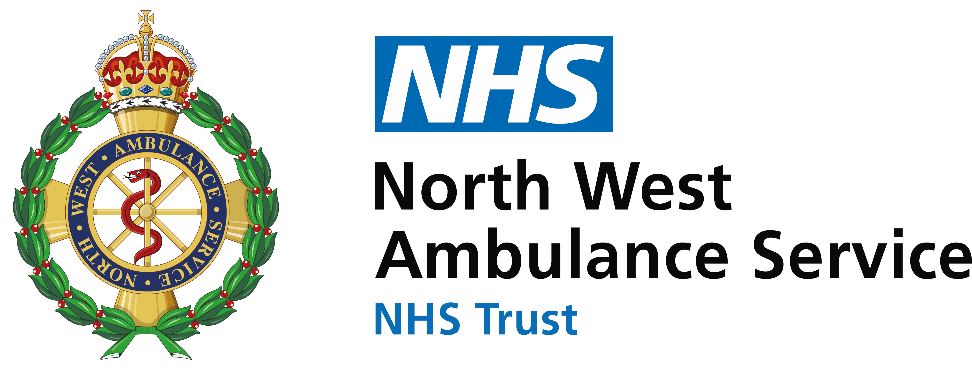 NORTH · WEST · AMBULANCE · SERVICE ·
NHS
North West
Ambulance Service
NHS Trust